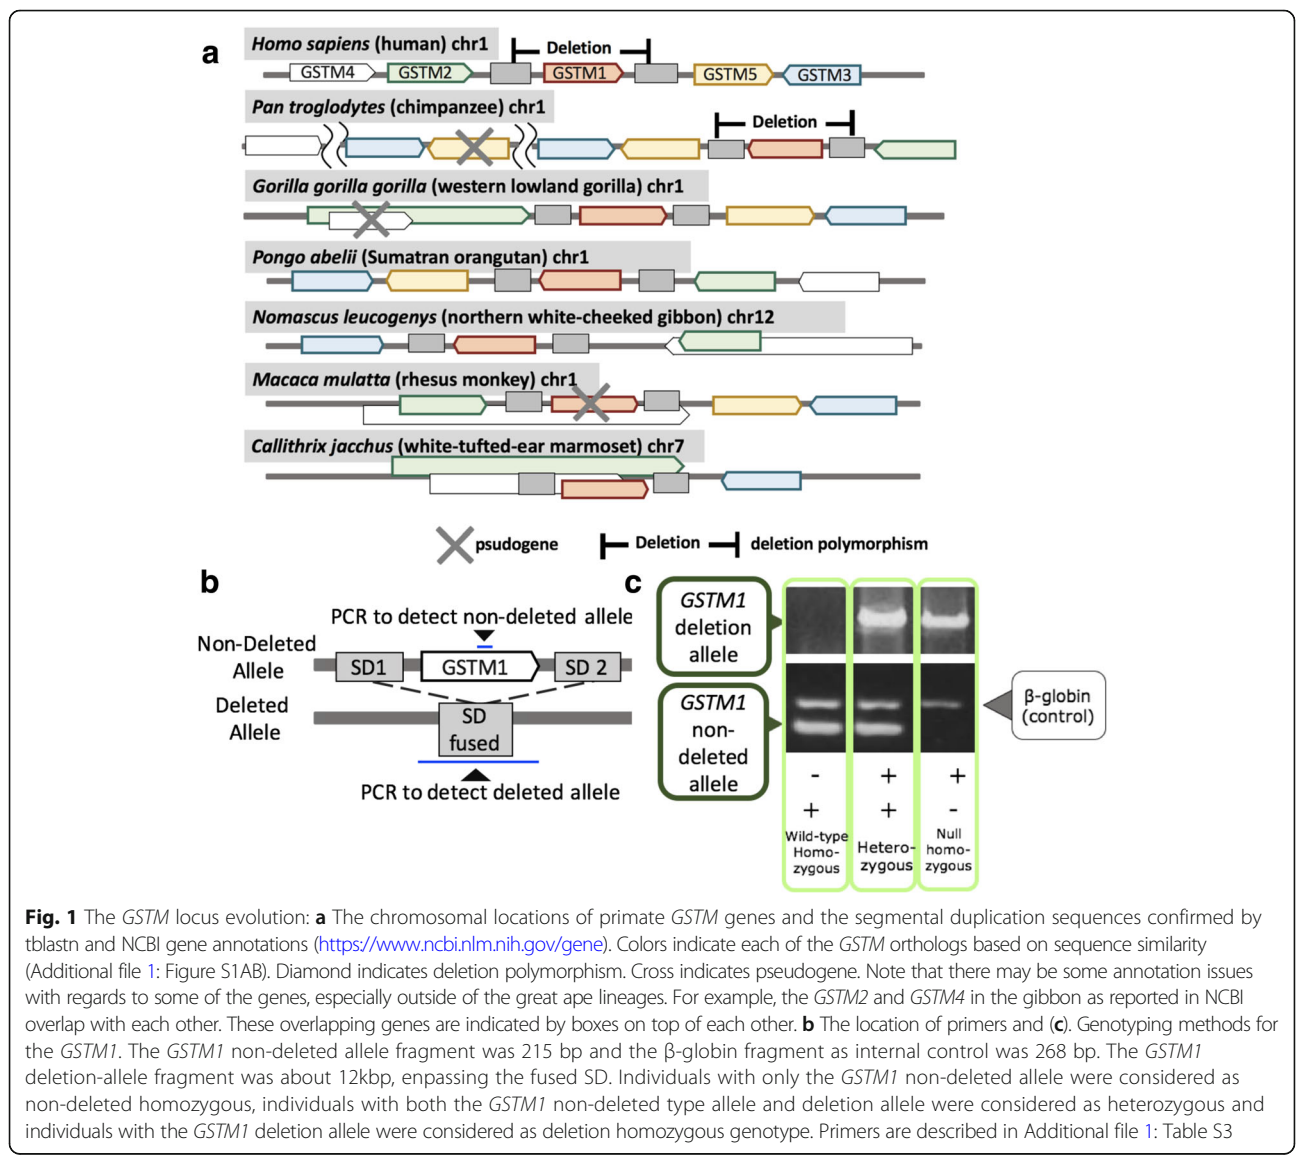 a
Homo sapiens (human) chr1
Deletion
GSTM4
GSTM2
GSTM1
GSTM5
GSTM3
Pan troglodytes (chimpanzee) chr1
Deletion
Gorilla gorilla gorilla (western lowland gorilla) chr1
Pongo abelii (Sumatran orangutan) chr1
Nomascus leucogenys (northern white-cheeked gibbon) chr12
Macaca mulatta (rhesus monkey) chr1
Callithrix jacchus (white-tufted-ear marmoset) chr7
psudogene
Deletion
deletion polymorphism
b
PCR to detect non-deleted allele
Non-Deleted
Allele
SD1
GSTM1
SD 2
Deleted
Allele
SD
fused
PCR to detect deleted allele
c
GSTM1
deletion
allele
GSTM1
non-
deleted
allele
β-globin
(control)
- + +
+ + -
Wild-type
Homo-
zygous
Hetero-
zygous
Null
homo-
zygous
Fig. 1 The GSTM locus evolution: a The chromosomal locations of primate GSTM genes and the segmental duplication sequences confirmed by
tblastn and NCBI gene annotations (https://www.ncbi.nlm.nih.gov/gene). Colors indicate each of the GSTM orthologs based on sequence similarity
(Additional file 1: Figure S1AB). Diamond indicates deletion polymorphism. Cross indicates pseudogene. Note that there may be some annotation issues
with regards to some of the genes, especially outside of the great ape lineages. For example, the GSTM2 and GSTM4 in the gibbon as reported in NCBI
overlap with each other. These overlapping genes are indicated by boxes on top of each other. b The location of primers and (c). Genotyping methods for
the GSTM1. The GSTM1 non-deleted allele fragment was 215 bp and the β-globin fragment as internal control was 268 bp. The GSTM1
deletion-allele fragment was about 12kbp, enpassing the fused SD. Individuals with only the GSTM1 non-deleted allele were considered as
non-deleted homozygous, individuals with both the GSTM1 non-deleted type allele and deletion allele were considered as heterozygous and
individuals with the GSTM1 deletion allele were considered as deletion homozygous genotype. Primers are described in Additional file 1: Table S3